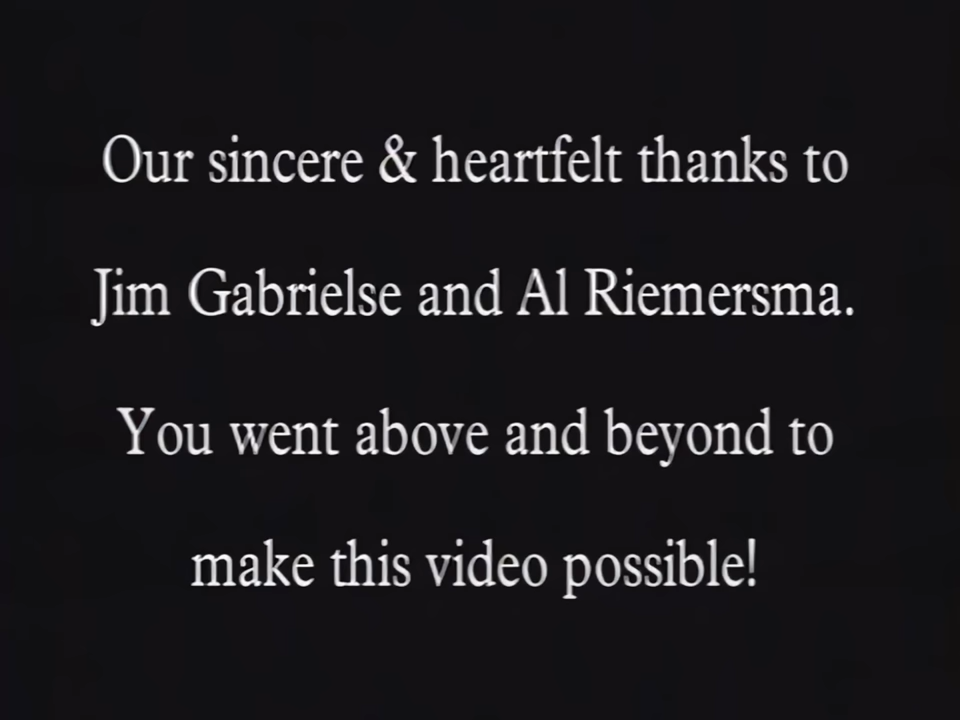 Our sincere & heartfelt thanks to
Jim Gabrielse and Al Riemersma.
You went above and beyond to
make this video possible!